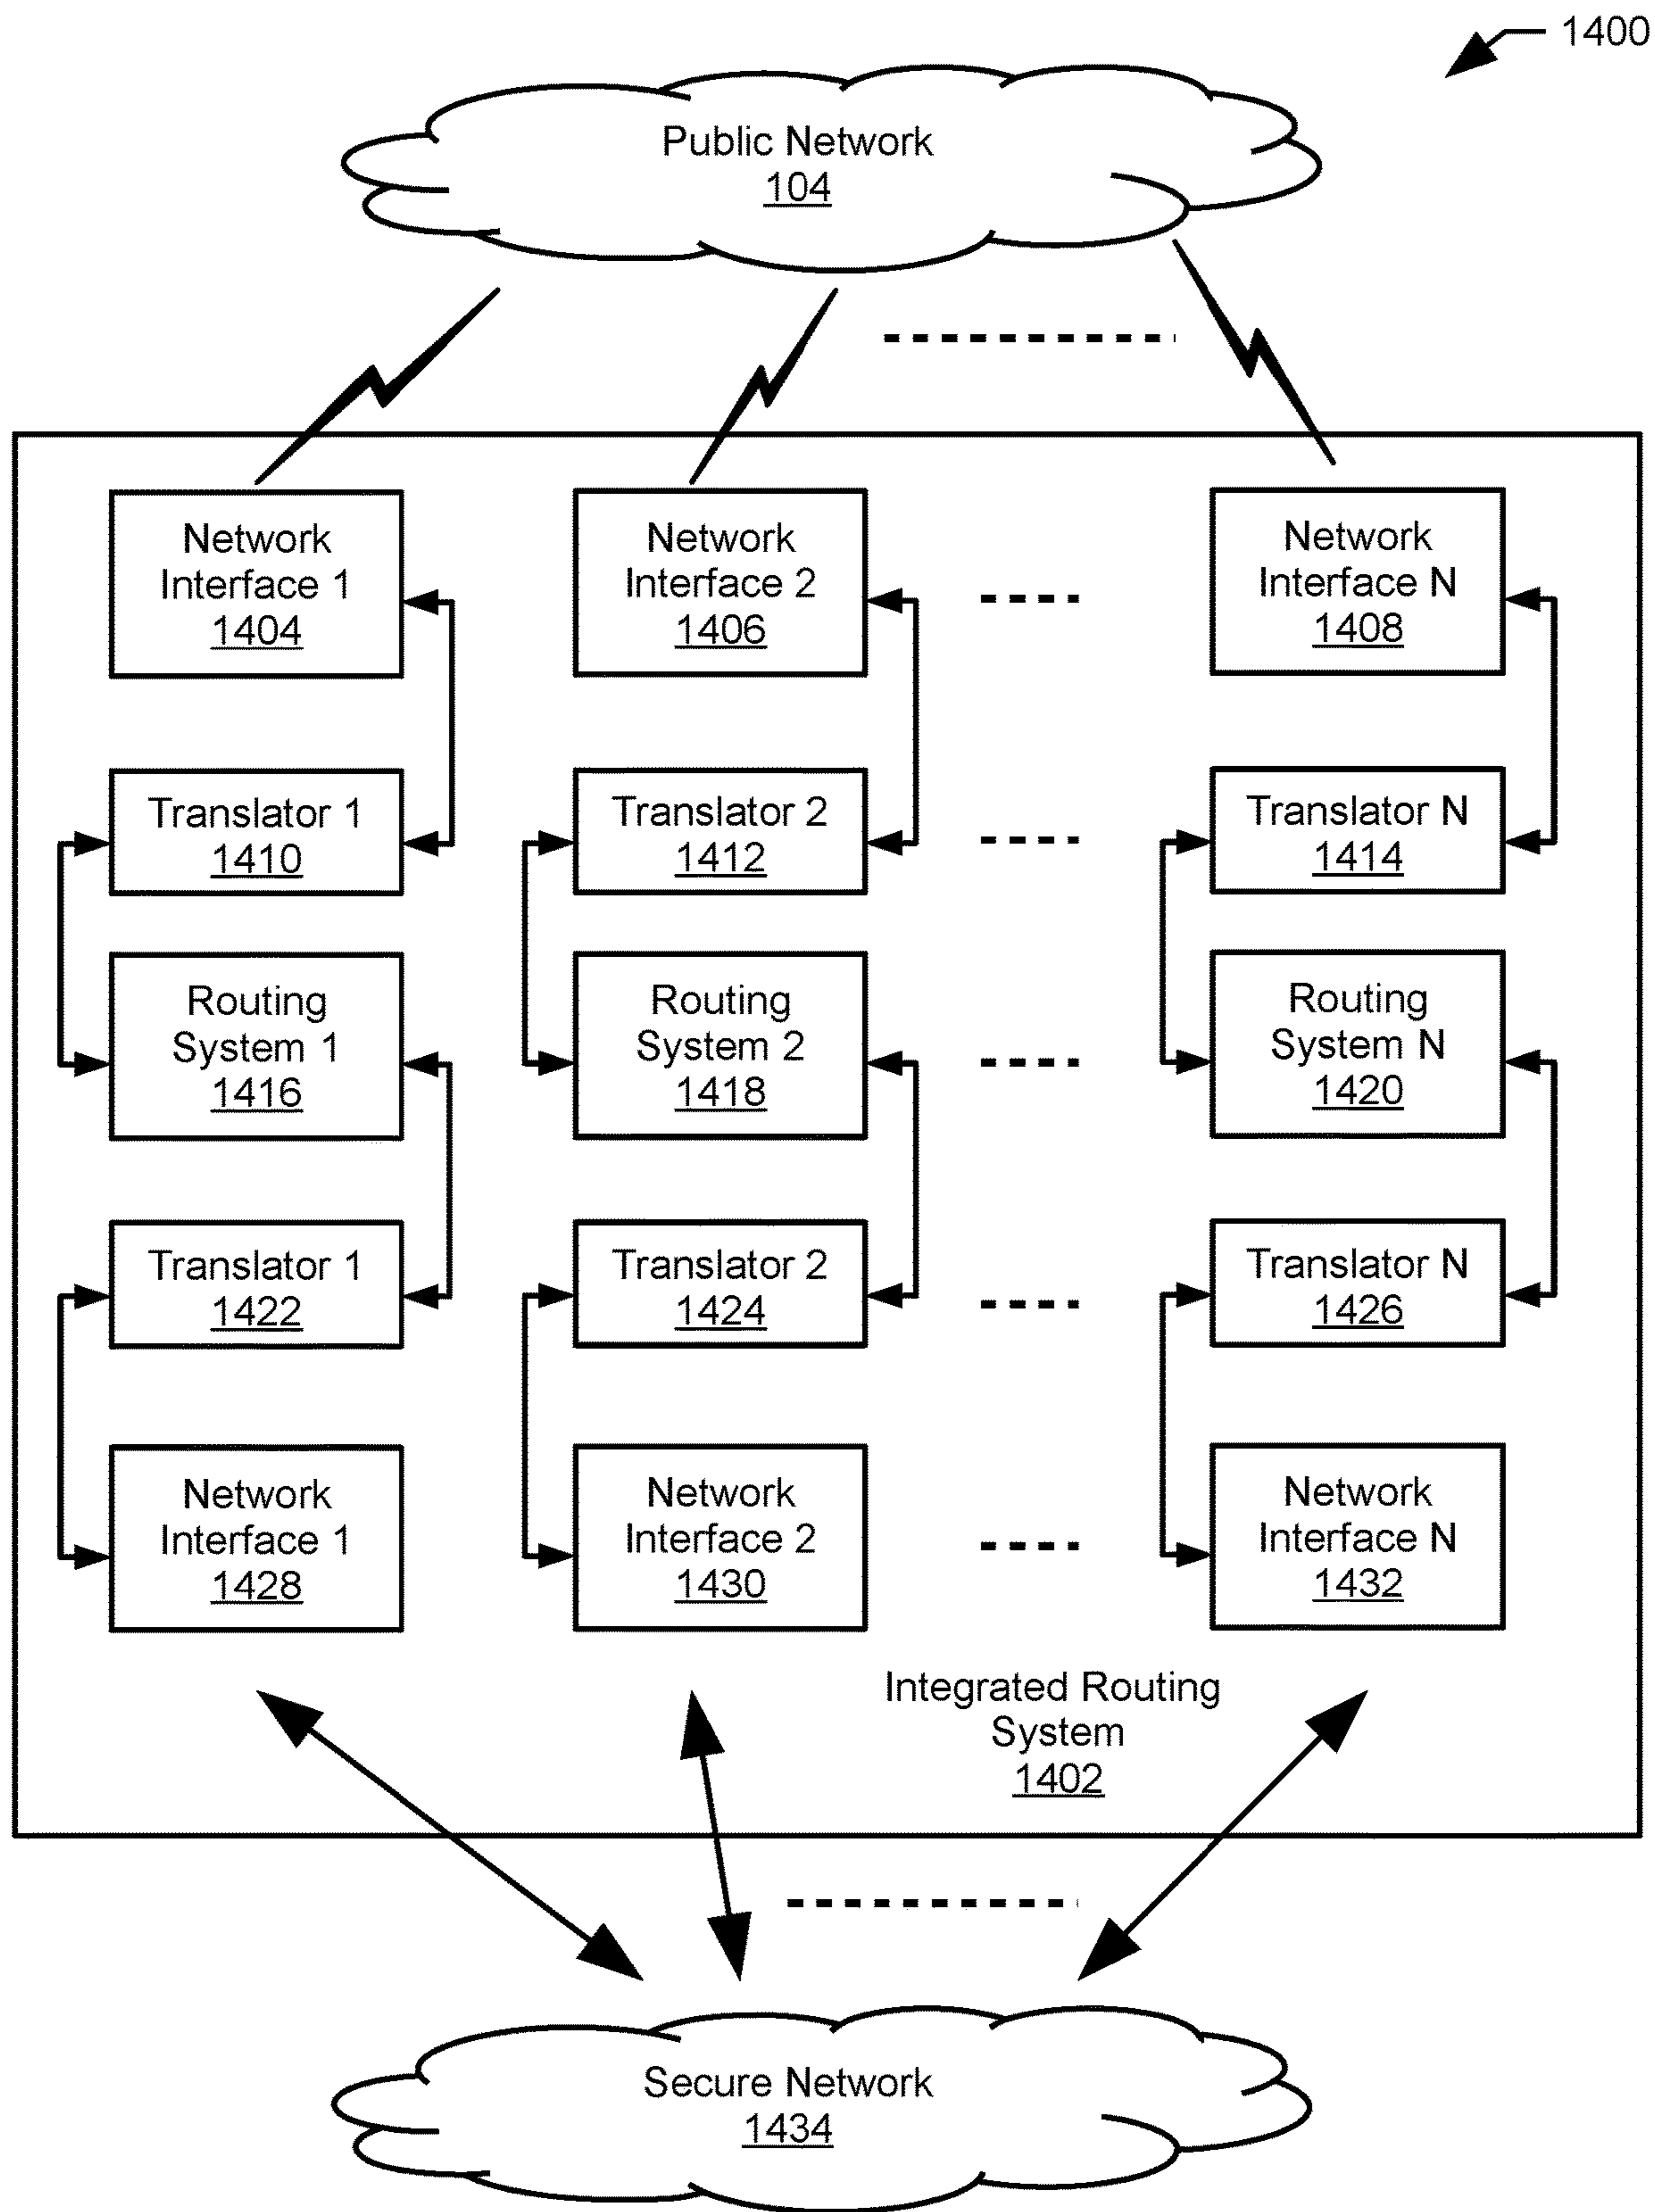 1400
Public Network
104
Network
Interface 1
1404
Network
Interface 2
1406
Network
Interface N
1408
Translator 1
1410
Translator 2
1412
Translator N
1414
Routing
System 1
1416
Routing
System 2
1418
Routing
System N
1420
Translator 1
1422
Translator 2
1424
Translator N
1426
Network
Interface 1
1428
Network
Interface 2
1430
Network
Interface N
1432
Integrated Routing
System
1402
Secure Network
1434